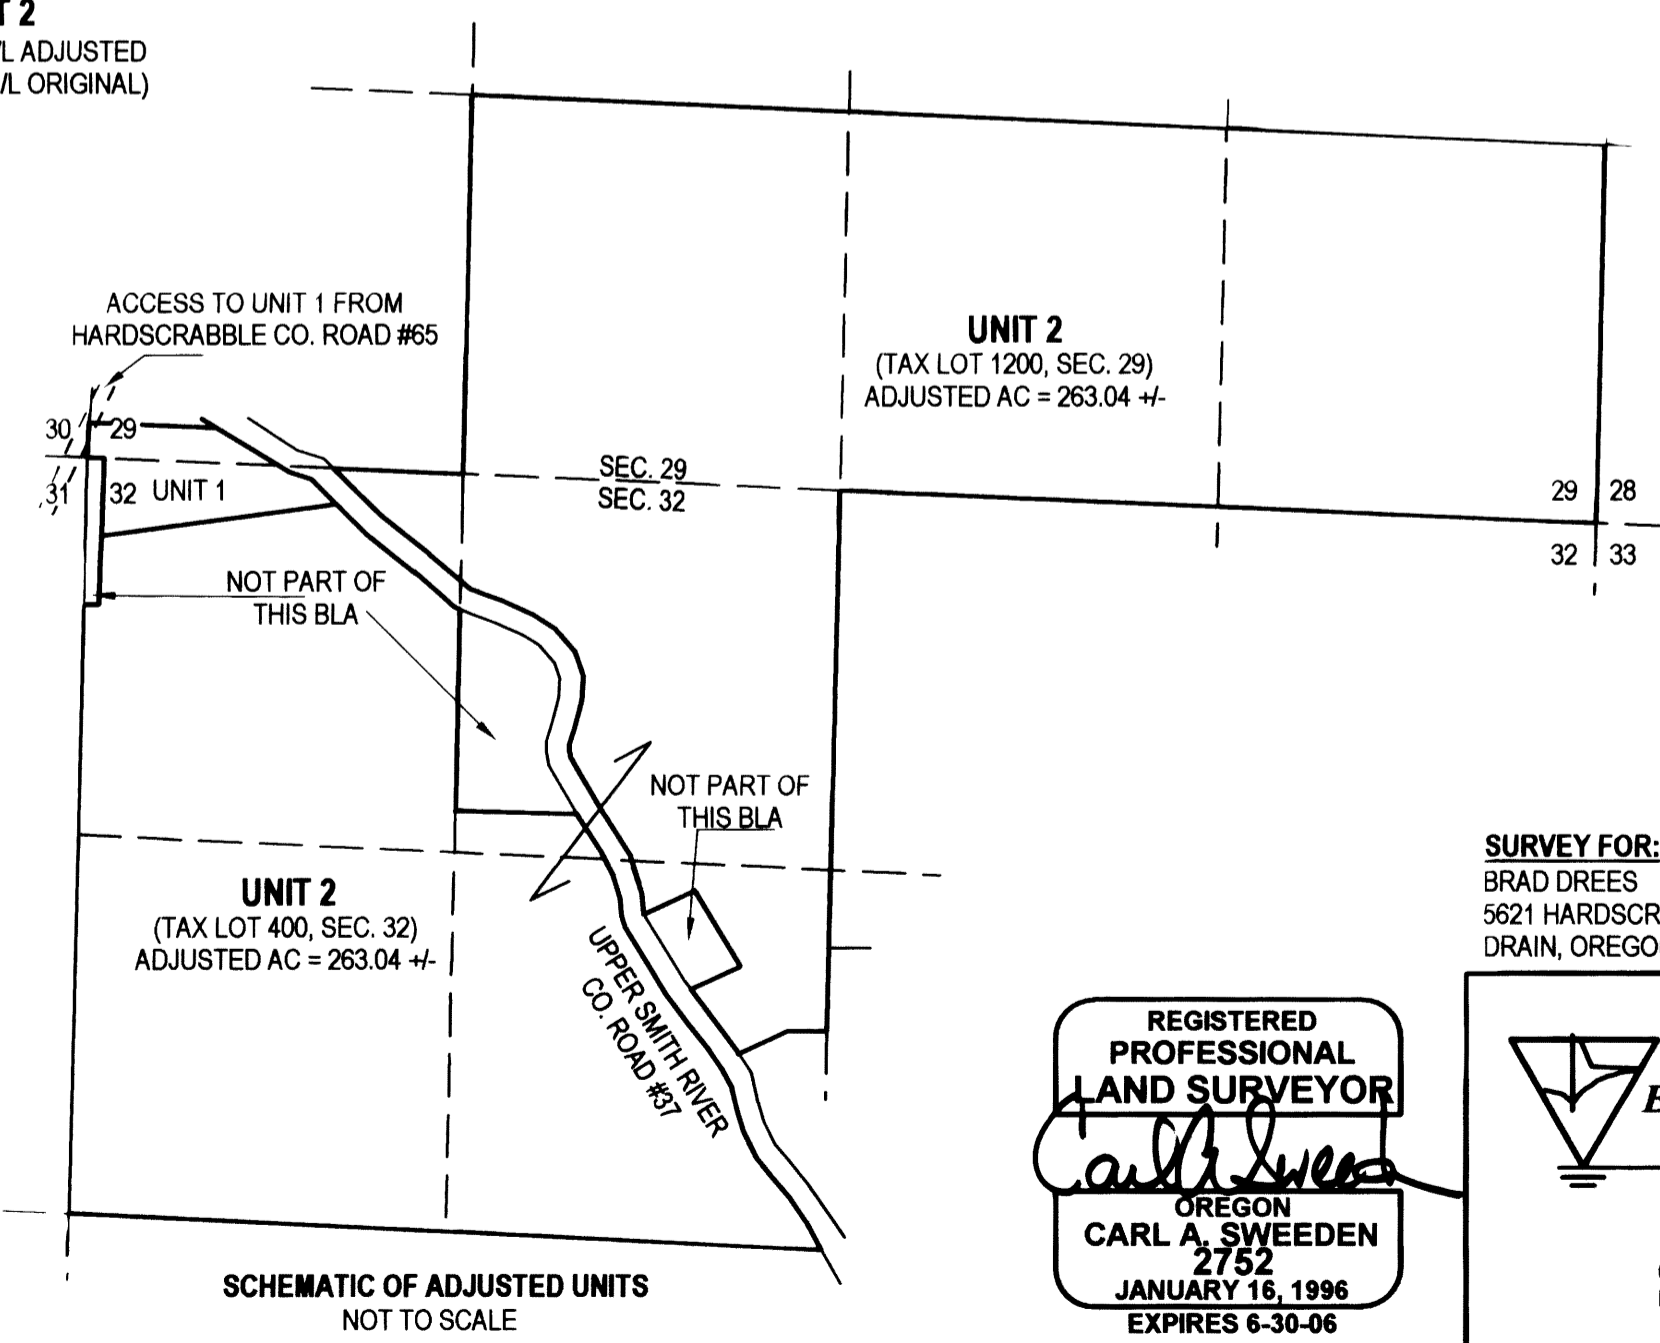 T 2
/L ADJUSTED
/L ORIGINAL)
ACCESS TO UNIT 1 FROM
HARDSCRABBLE CO. ROAD #65
UNIT 2
(TAX LOT 1200, SEC. 29)
ADJUSTED AC = 263.04 +/-
30 29
31 32 UNIT 1
SEC. 29
SEC. 32
29 28
32 33
NOT PART OF
THIS BLA
NOT PART OF
THIS BLA
UNIT 2
(TAX LOT 400, SEC. 32)
ADJUSTED AC = 263.04 +/-
UPPER SMITH RIVER
CO. ROAD #37
SURVEY FOR:
BRAD DREES
5621 HARDSCR
DRAIN, OREGO
REGISTERED
PROFESSIONAL
LAND SURVEYOR
Carl A Sweeden
OREGON
CARL A. SWEEDEN
2752
JANUARY 16, 1996
EXPIRES 6-30-06
SCHEMATIC OF ADJUSTED UNITS
NOT TO SCALE